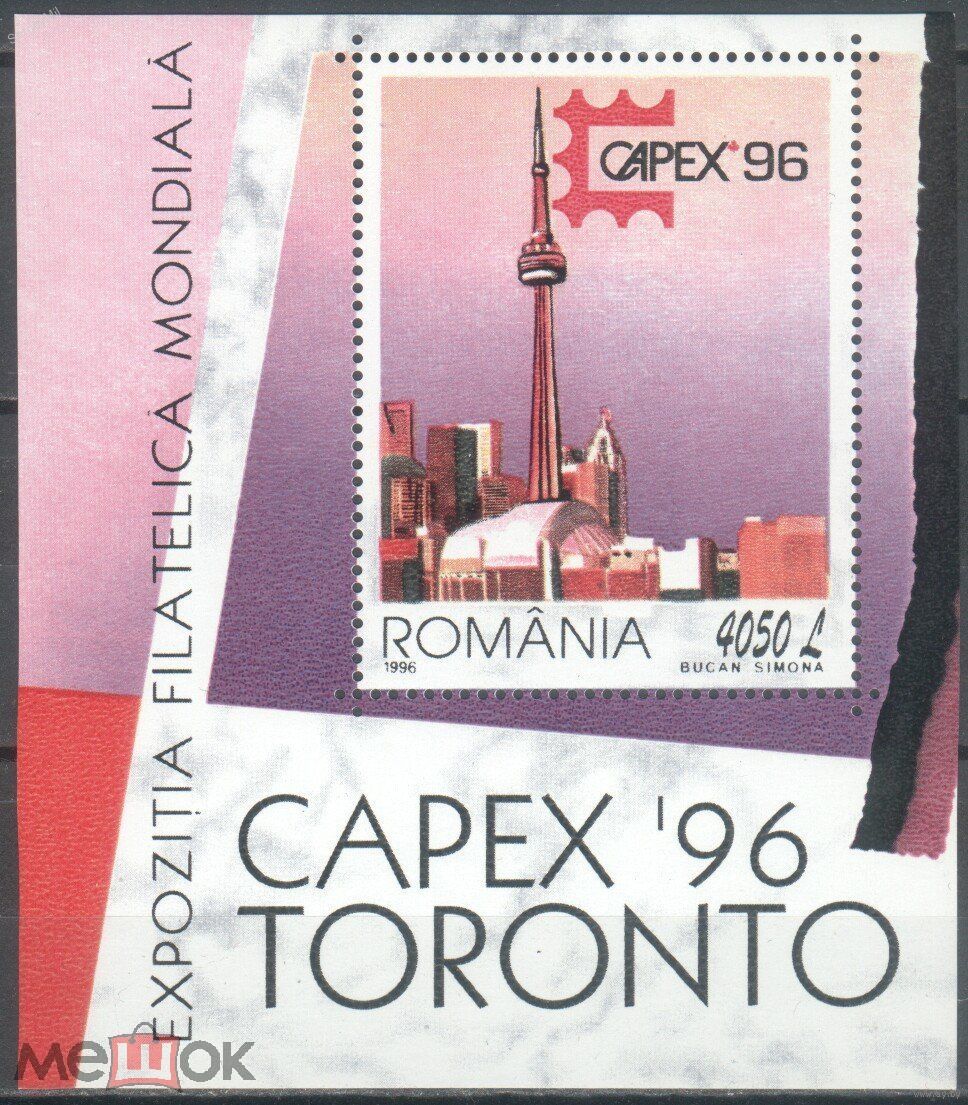 EXPOZIȚIA FILATELICĂ MONDIALĂ
CAPEX '96
ROMÂNIA
4050 L
1996
BUCAN SIMONA
CAPEX '96
TORONTO
мешок